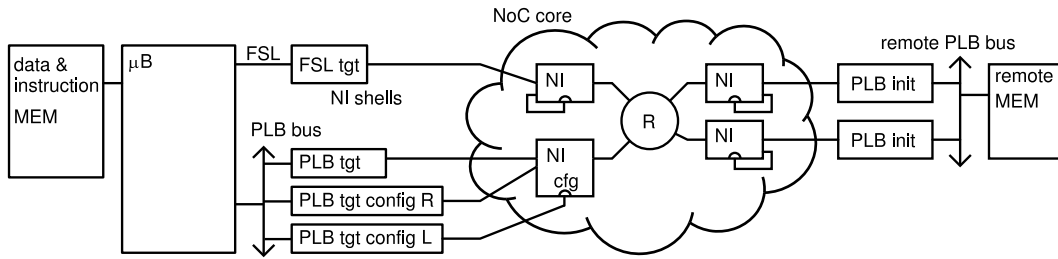 NoC core
data &
instruction
MEM
µB
FSL
FSL tgt
NI shells
PLB bus
PLB tgt
PLB tgt config R
PLB tgt config L
NI
NI
cfg
R
NI
NI
PLB init
PLB init
remote PLB bus
remote
MEM